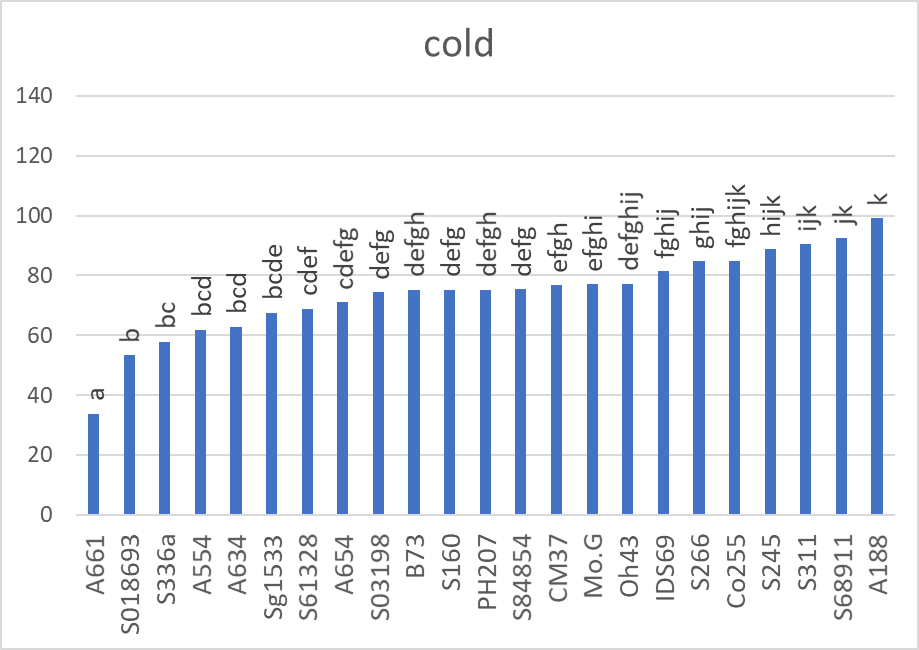 cold
140
120
100
80
60
40
20
0
a
b
bc
bcd
bcd
bcde
cdef
cdefg
defg
defgh
defg
defgh
defg
efgh
efghi
defghij
fghij
ghij
fghijk
hijk
ijk
jk
k
A661
S018693
S336a
A554
A634
Sg1533
S61328
A654
S03198
B73
S160
PH207
S84854
CM37
Mo.G
Oh43
IDS69
S266
Co255
S245
S311
S68911
A188